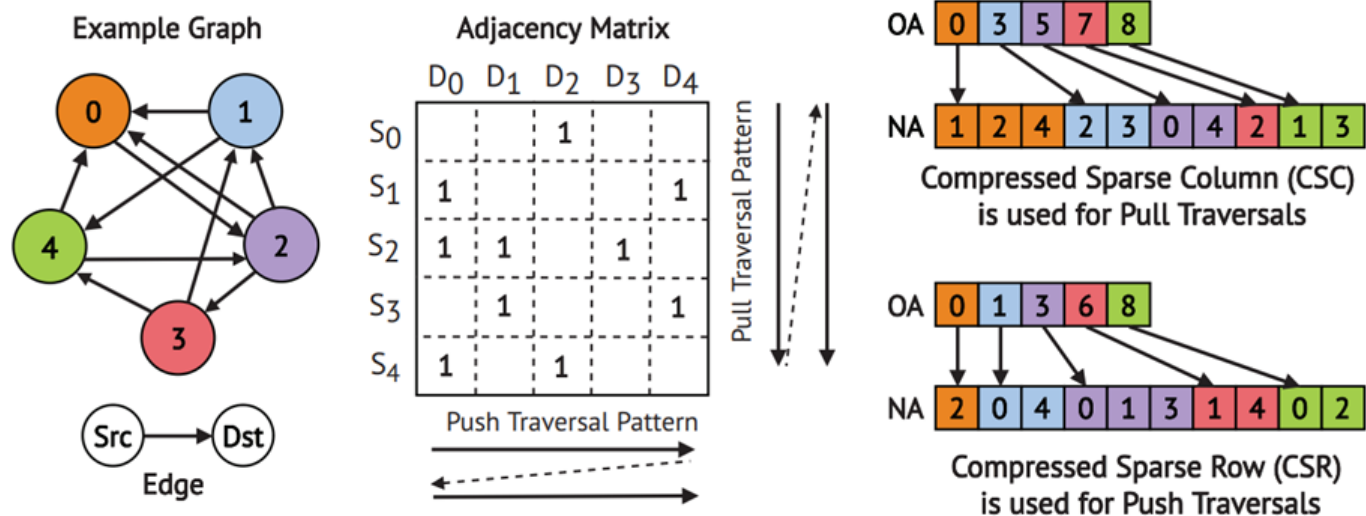 Example Graph
0
1
4
2
3
Src
Dst
Edge
Adjacency Matrix
D0 D1 D2 D3 D4
S0 1
S1 1 1
S2 1 1 1
S3 1 1
S4 1 1
Pull Traversal Pattern
Push Traversal Pattern
OA 0 3 5 7 8
NA 1 2 4 2 3 0 4 2 1 3
Compressed Sparse Column (CSC)
is used for Pull Traversals
OA 0 1 3 6 8
NA 2 0 4 0 1 3 1 4 0 2
Compressed Sparse Row (CSR)
is used for Push Traversals